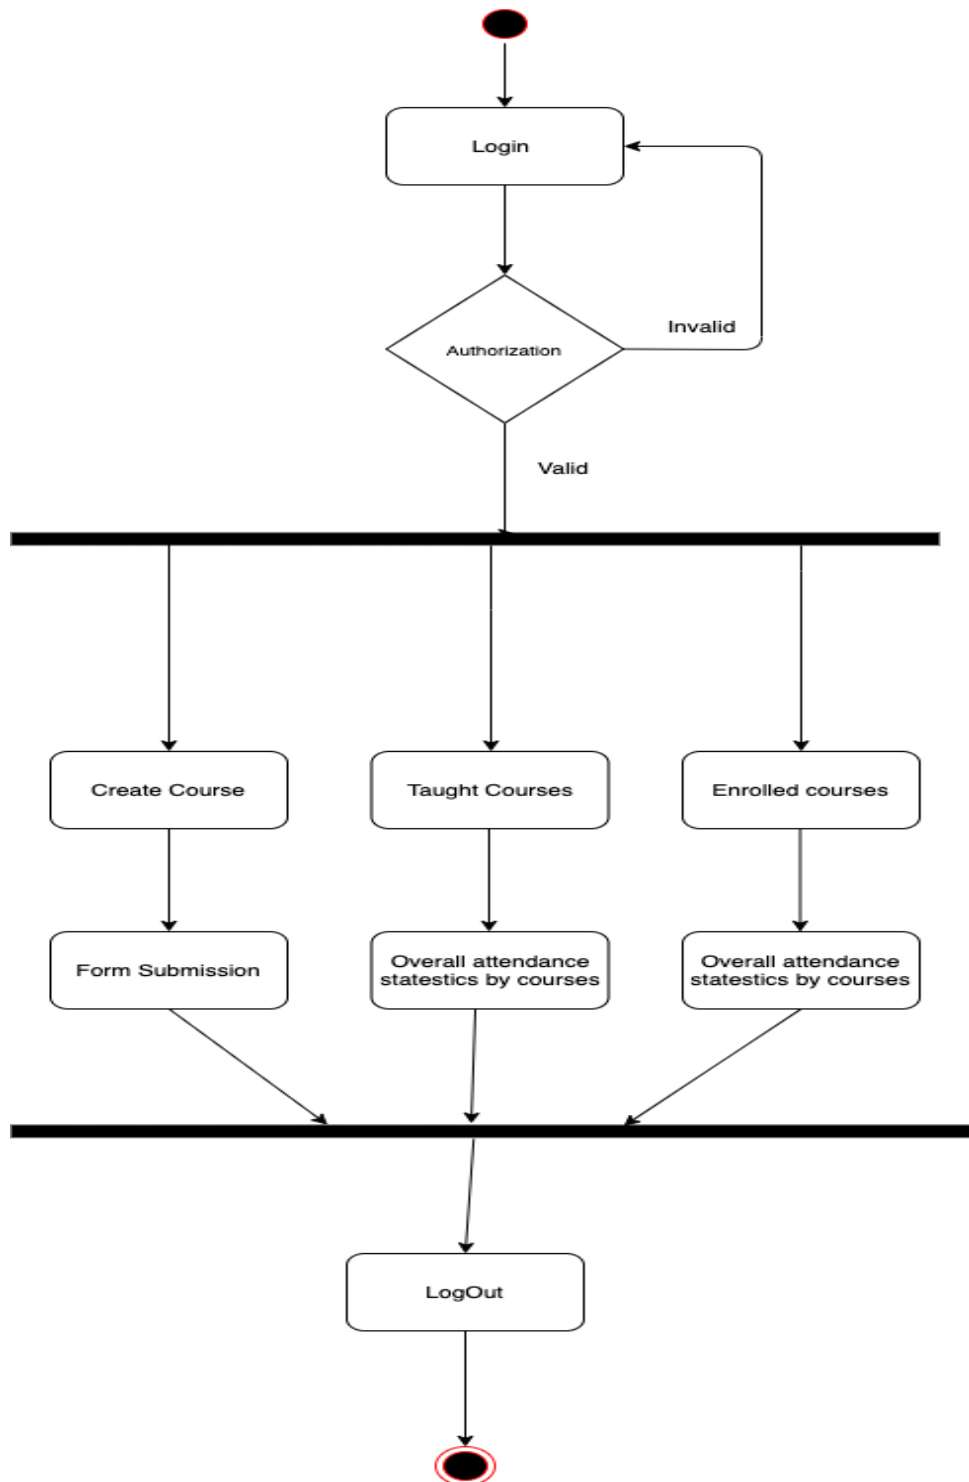 Login
Authorization
Invalid
Valid
Create Course
Taught Courses
Enrolled courses
Form Submission
Overall attendance
statestics by courses
Overall attendance
statestics by courses
LogOut